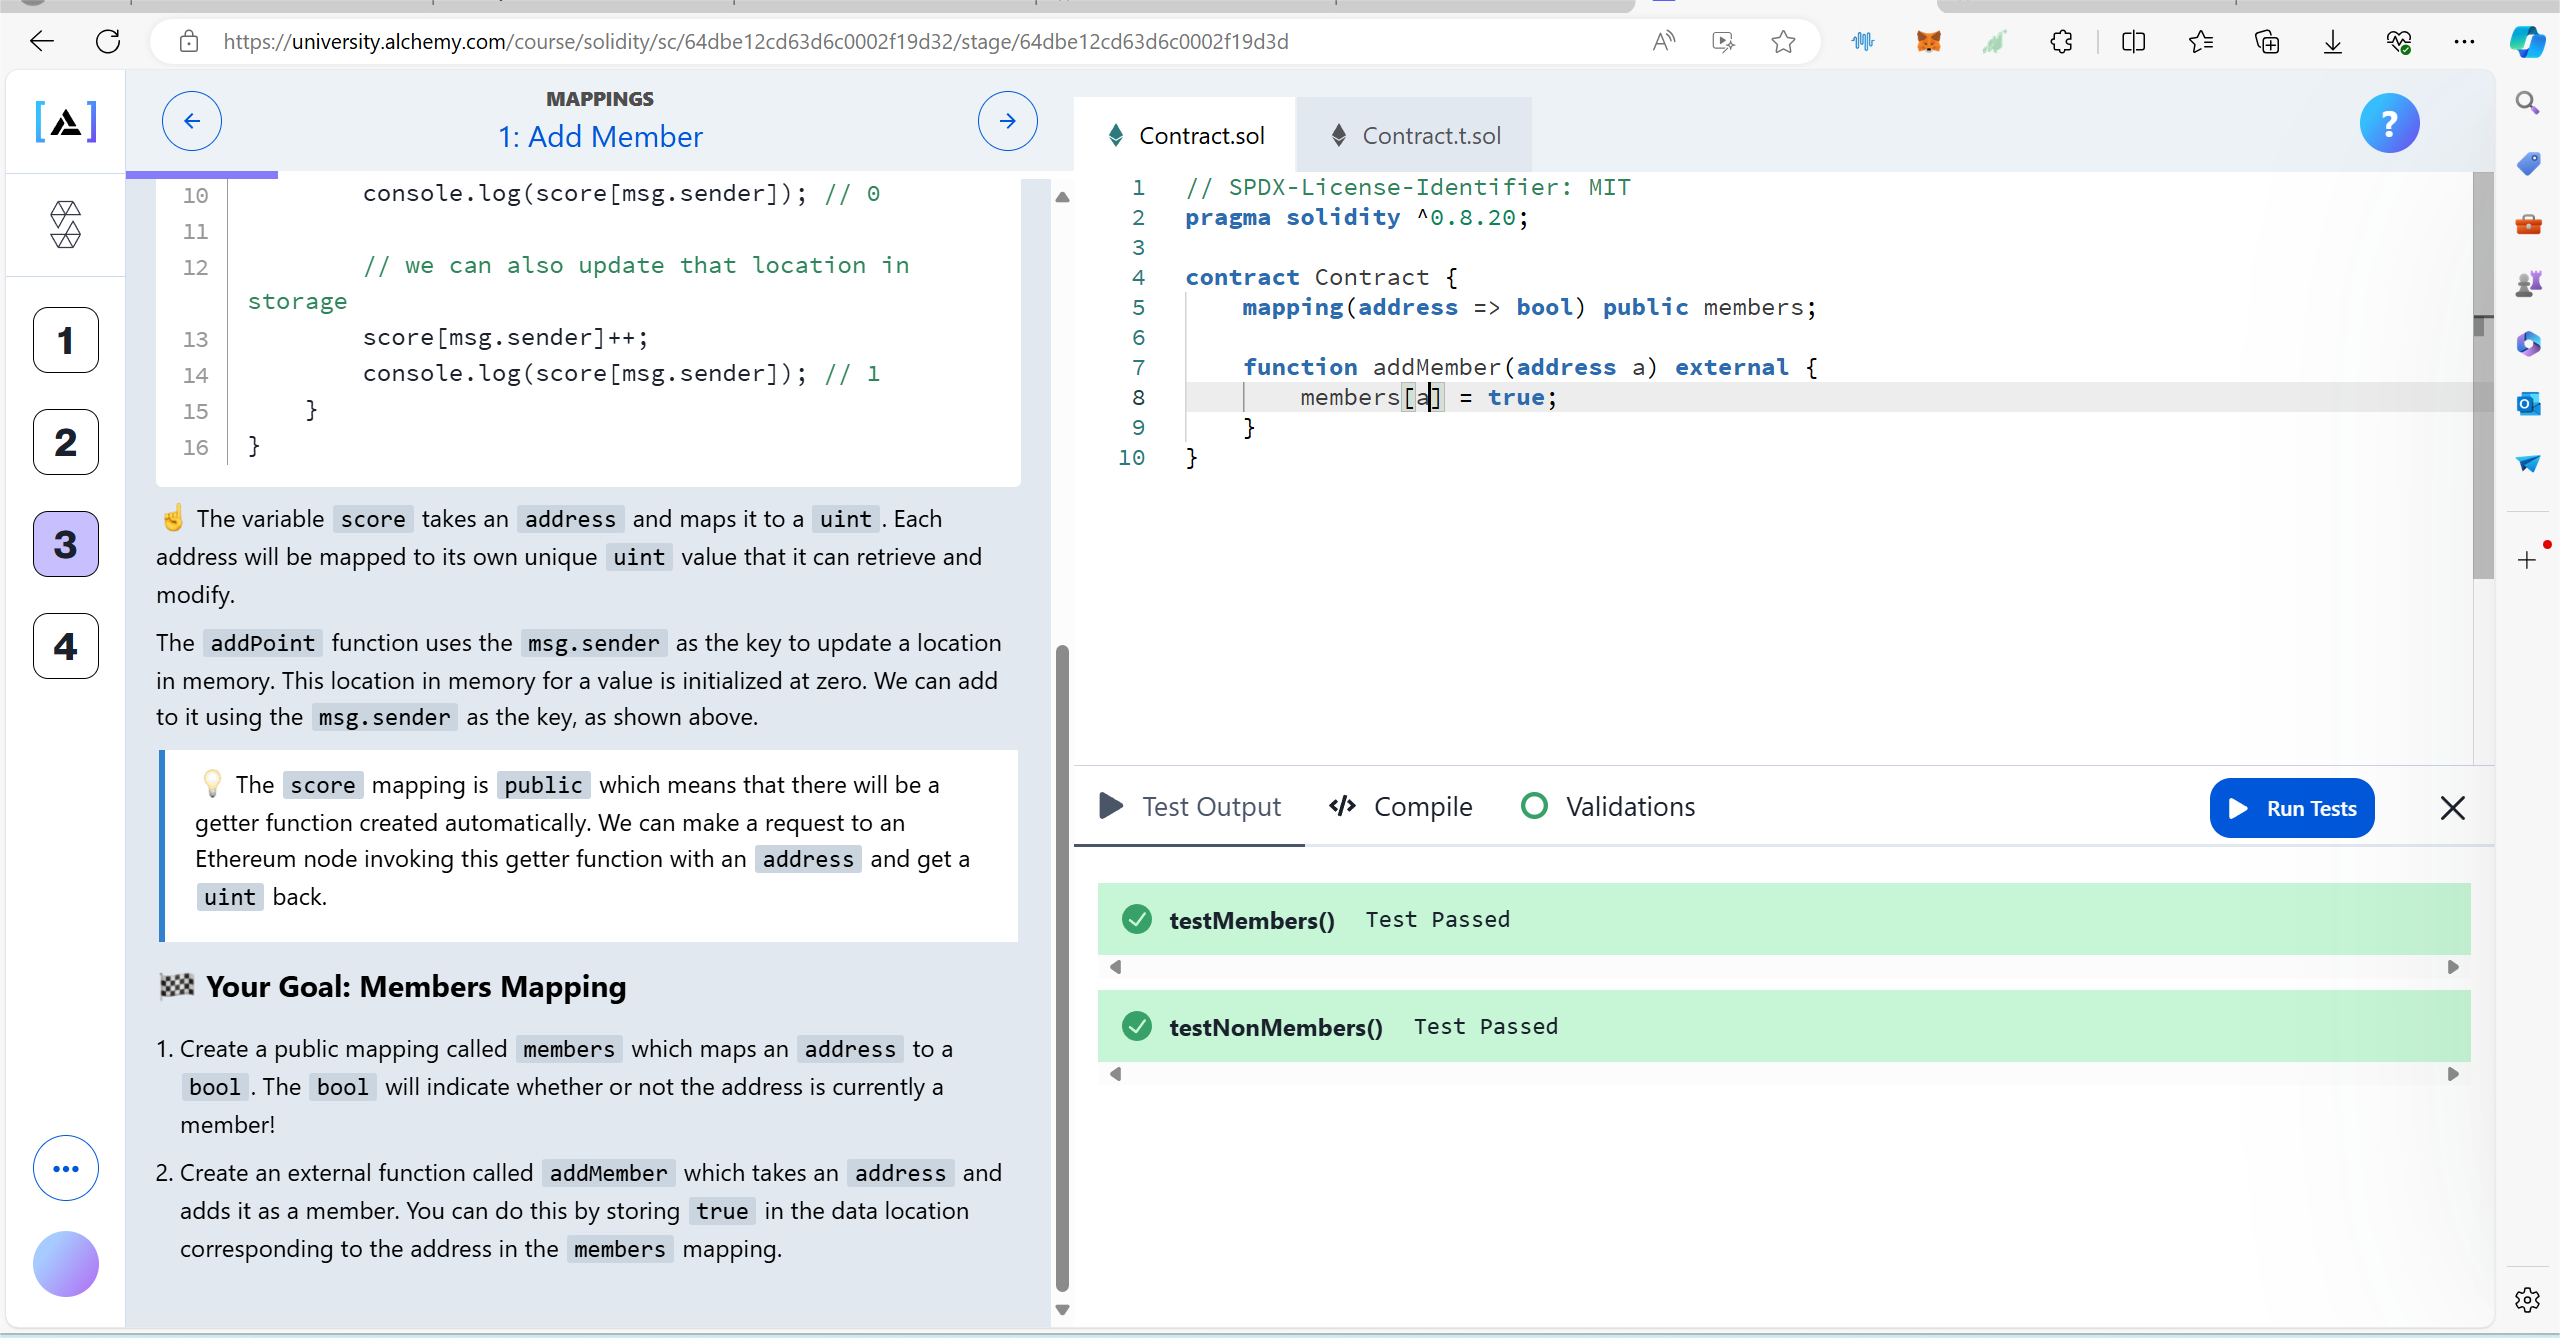 https://university.alchemy.com/course/solidity/sc/64dbe12cd63d6c0002f19d32/stage/64dbe12cd63d6c0002f19d3d
MAPPINGS
1: Add Member
1
2
3
4
10 console.log(score[msg.sender]); // 0
11
12 // we can also update that location in
storage
13 score[msg.sender]++;
14 console.log(score[msg.sender]); // 1
15 }
16 }
☝ The variable score takes an address and maps it to a uint. Each
address will be mapped to its own unique uint value that it can retrieve and
modify.
The addPoint function uses the msg.sender as the key to update a location
in memory. This location in memory for a value is initialized at zero. We can add
to it using the msg.sender as the key, as shown above.
💡 The score mapping is public which means that there will be a
getter function created automatically. We can make a request to an
Ethereum node invoking this getter function with an address and get a
uint back.
🏁 Your Goal: Members Mapping
1. Create a public mapping called members which maps an address to a
bool. The bool will indicate whether or not the address is currently a
member!
2. Create an external function called addMember which takes an address and
adds it as a member. You can do this by storing true in the data location
corresponding to the address in the members mapping.
Contract.sol
Contract.t.sol
?
1 // SPDX-License-Identifier: MIT
2 pragma solidity ^0.8.20;
3
4 contract Contract {
5 mapping(address => bool) public members;
6
7 function addMember(address a) external {
8 members[a] = true;
9 }
10 }
Test Output
Compile
Validations
Run Tests
testMembers() Test Passed
testNonMembers() Test Passed